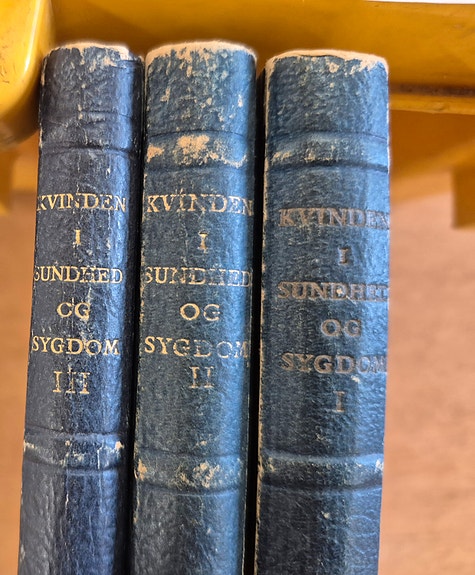 KVINDEN
I
SUNDHED
OG
SYGDOM
III
KVINDEN
I
SUNDHED
OG
SYGDOM
II
KVINDEN
I
SUNDHED
OG
SYGDOM
I